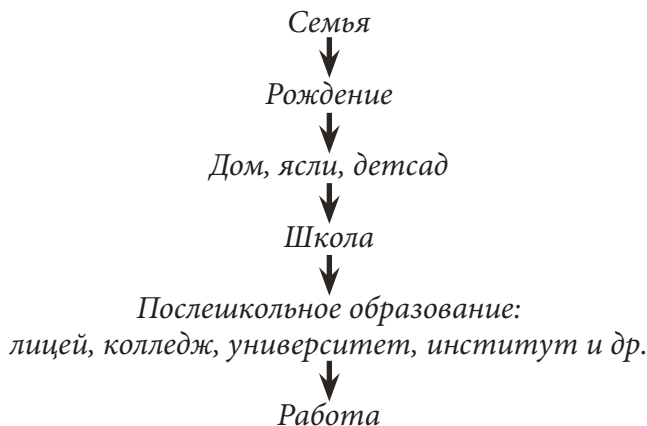 Семья
Рождение
Дом, ясли, детсад
Школа
Послешкольное образование:
лицей, колледж, университет, институт и др.
Работа